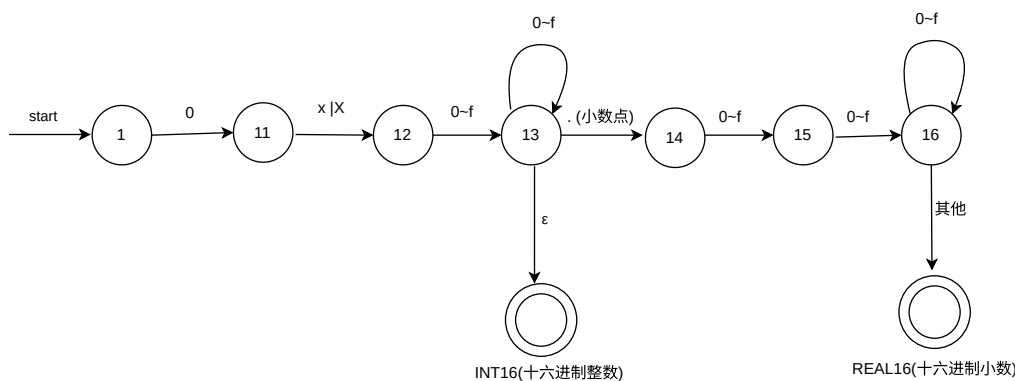 0~f
0~f
start
0
x |X
0~f
. (小数点)
0~f
0~f
1
11
12
13
14
15
16
ε
其他
INT16(十六进制整数)
REAL16(十六进制小数)